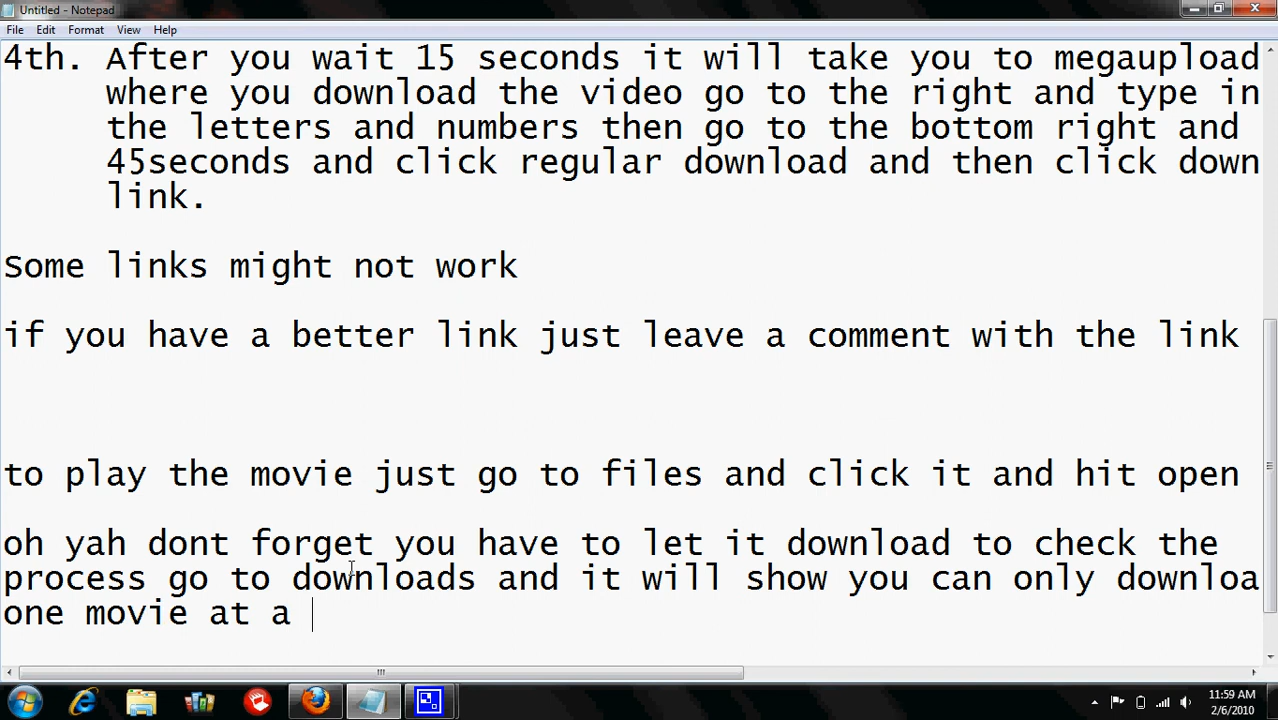 Untitled - Notepad
File Edit Format View Help
4th. After you wait 15 seconds it will take you to megaupload
where you download the video go to the right and type in
the letters and numbers then go to the bottom right and
45seconds and click regular download and then click down
link.
Some links might not work
if you have a better link just leave a comment with the link
to play the movie just go to files and click it and hit open
oh yah dont forget you have to let it download to check the
process go to downloads and it will show you can only downloa
one movie at a
11:59 AM
2/6/2010